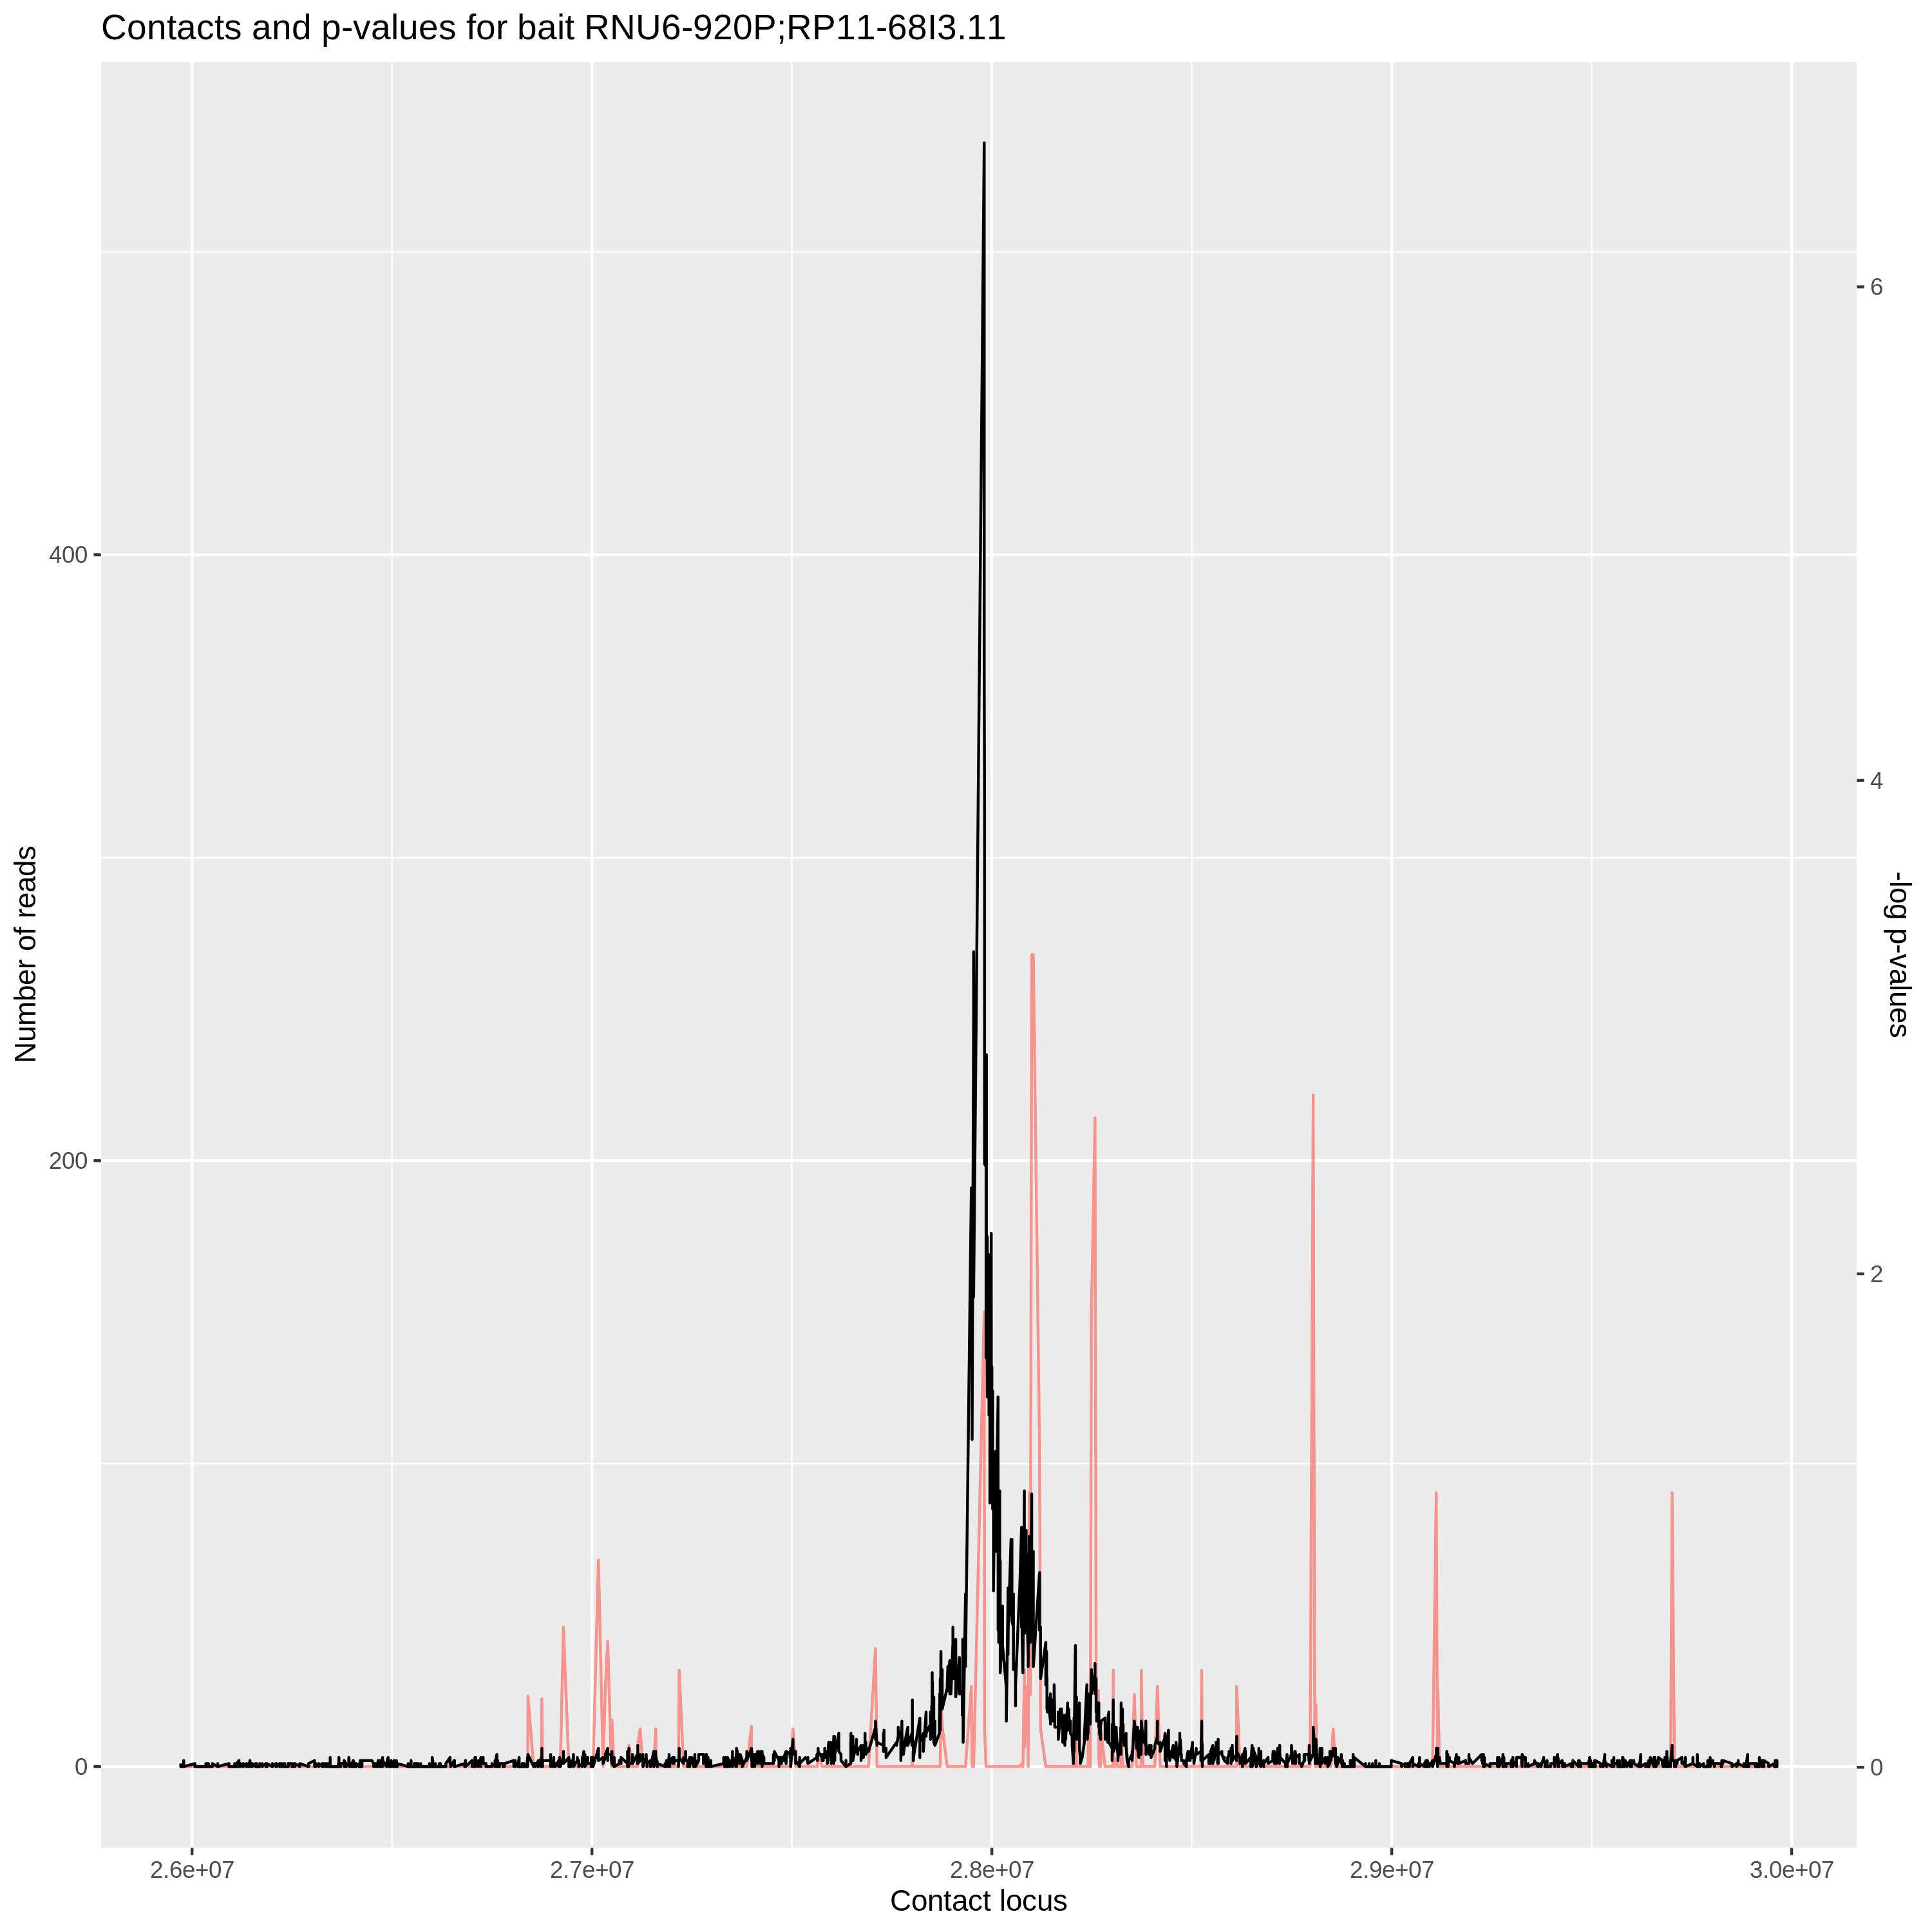 Contacts and p-values for bait RNU6-920P;RP11-68I3.11
Number of reads
400
200
0
6
4
2
0
-log p-values
2.6e+07 2.7e+07 2.8e+07 2.9e+07 3.0e+07
Contact locus